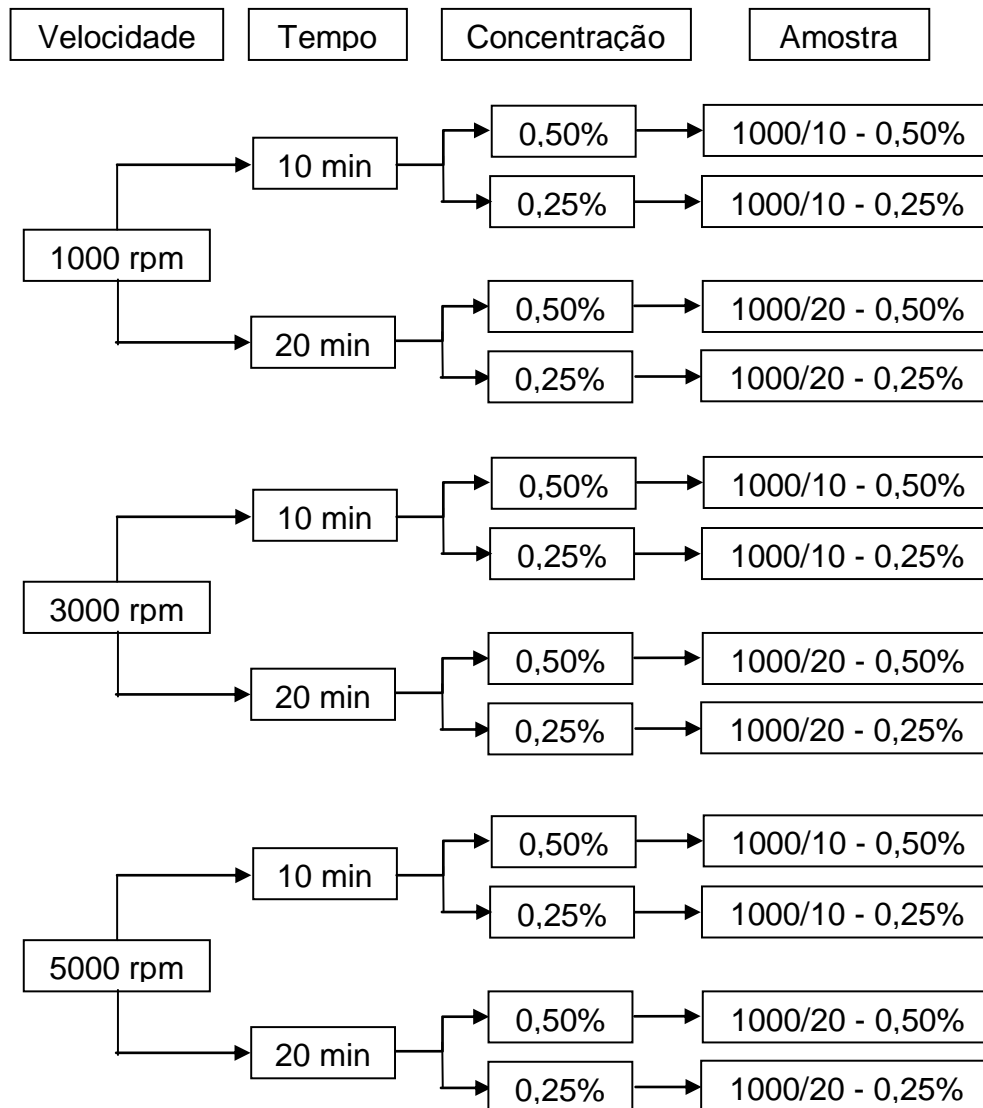 Velocidade Tempo Concentração Amostra
0,50% 1000/10 - 0,50%
10 min
0,25% 1000/10 - 0,25%
1000 rpm
0,50% 1000/20 - 0,50%
20 min
0,25% 1000/20 - 0,25%
0,50% 1000/10 - 0,50%
10 min
0,25% 1000/10 - 0,25%
3000 rpm
0,50% 1000/20 - 0,50%
20 min
0,25% 1000/20 - 0,25%
0,50% 1000/10 - 0,50%
10 min
0,25% 1000/10 - 0,25%
5000 rpm
0,50% 1000/20 - 0,50%
20 min
0,25% 1000/20 - 0,25%